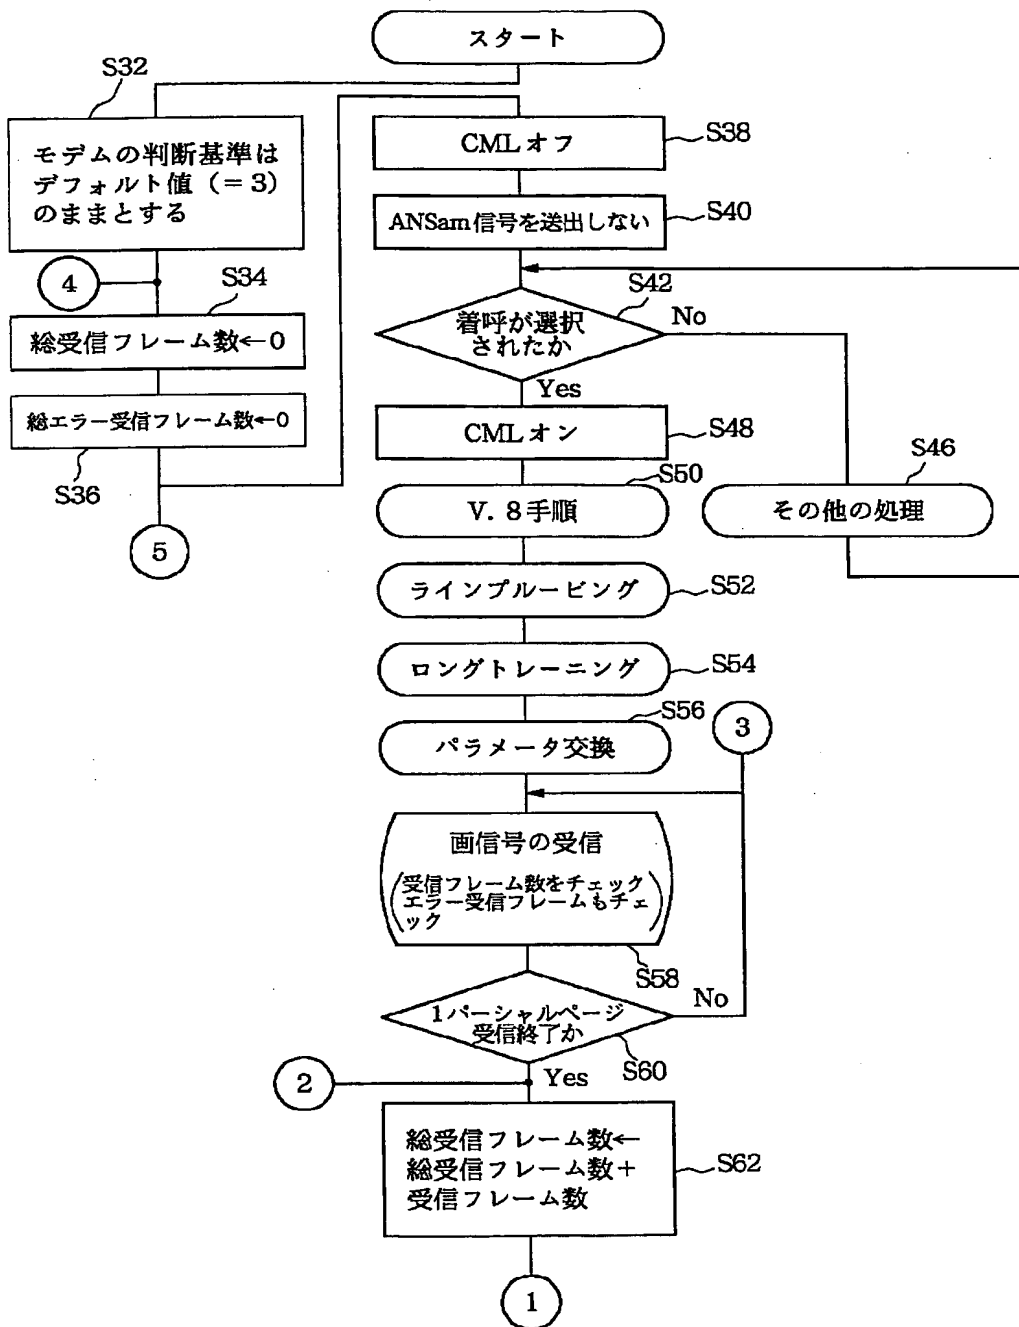 スタート
S32
モデムの判断基準は
デフォルト値(=3)
のままとする
4
S34
総受信フレーム数←0
総エラー受信フレーム数←0
S36
5
CMLオフ
S38
ANSam信号を送出しない
S40
S42
着呼が選択
されたか
No
Yes
CMLオン
S48
S46
その他の処理
S50
V. 8手順
ラインプルービング
S52
ロングトレーニング
S54
S56
パラメータ交換
3
画信号の受信
(受信フレーム数をチェック
エラー受信フレームもチェ
ック)
S58
1パーシャルページ
受信終了か
No
S60
Yes
2
総受信フレーム数←
総受信フレーム数+
受信フレーム数
S62
1